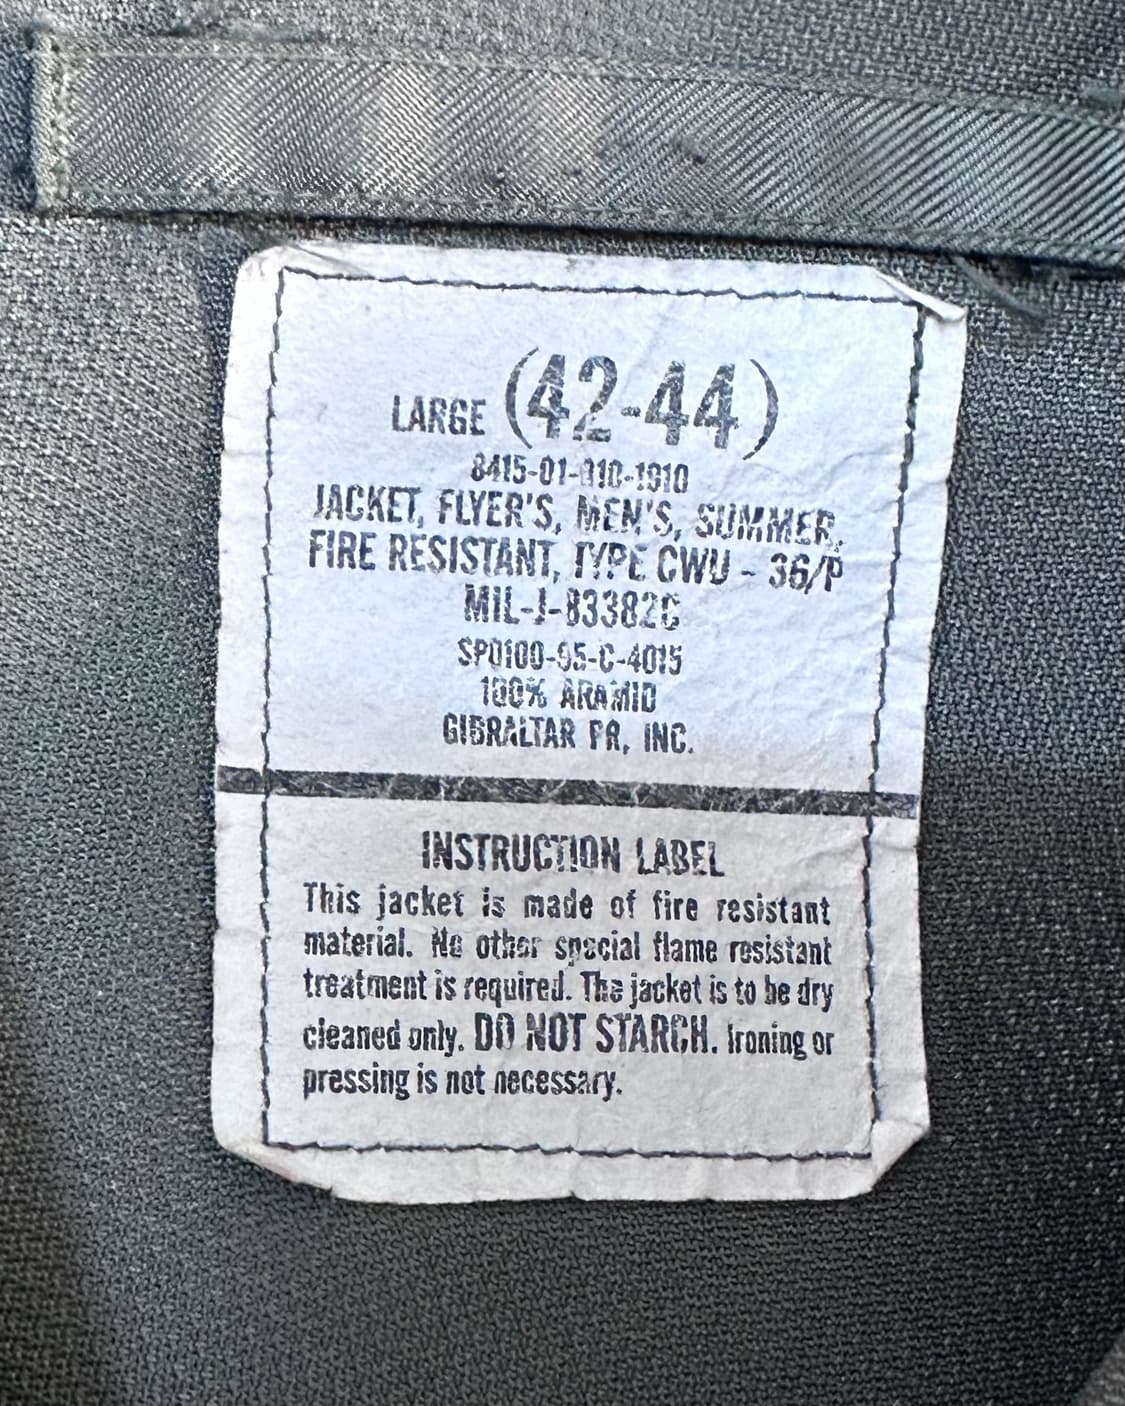 LARGE (42-44)
8415-01-010-1910
JACKET, FLYER'S, MEN'S, SUMMER,
FIRE RESISTANT, TYPE CWU - 36/P
MIL-J-83382C
SP0100-95-C-4015
100% ARAMID
GIBRALTAR PR, INC.
INSTRUCTION LABEL
This jacket is made of fire resistant
material. No other special flame resistant
treatment is required. The jacket is to be dry
cleaned only. DO NOT STARCH. Ironing or
pressing is not necessary.